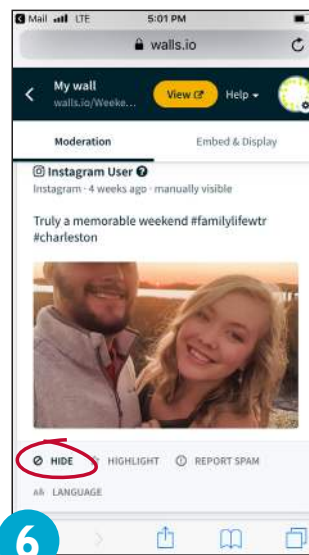 Mail LTE 5:01 PM
walls.io
My wall
walls.io/Weeke...
View
Help
Moderation
Embed & Display
Instagram User
Instagram · 4 weeks ago · manually visible
Truly a memorable weekend #familylifewtr
#charleston
HIDE
HIGHLIGHT
REPORT SPAM
LANGUAGE
6